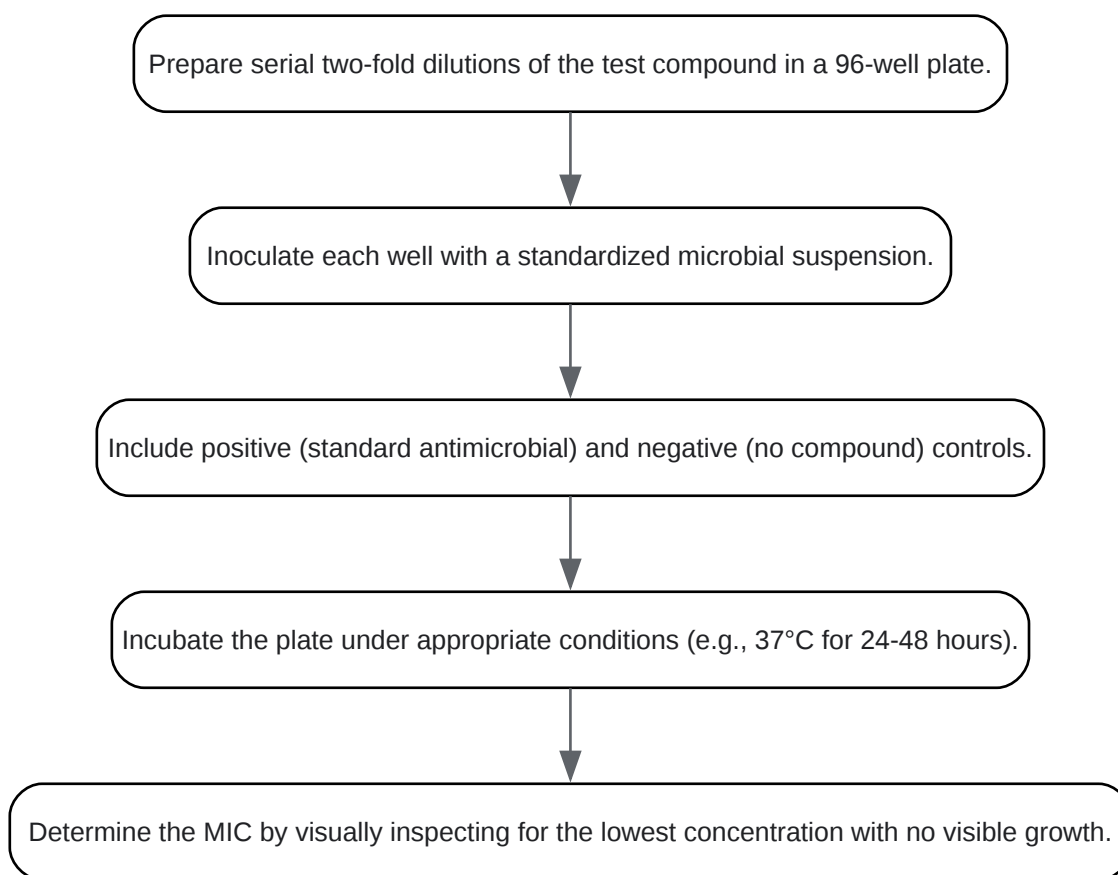 Prepare serial two-fold dilutions of the test compound in a 96-well plate.
Inoculate each well with a standardized microbial suspension.
Include positive (standard antimicrobial) and negative (no compound) controls.
Incubate the plate under appropriate conditions (e.g., 37°C for 24-48 hours).
Determine the MIC by visually inspecting for the lowest concentration with no visible growth.